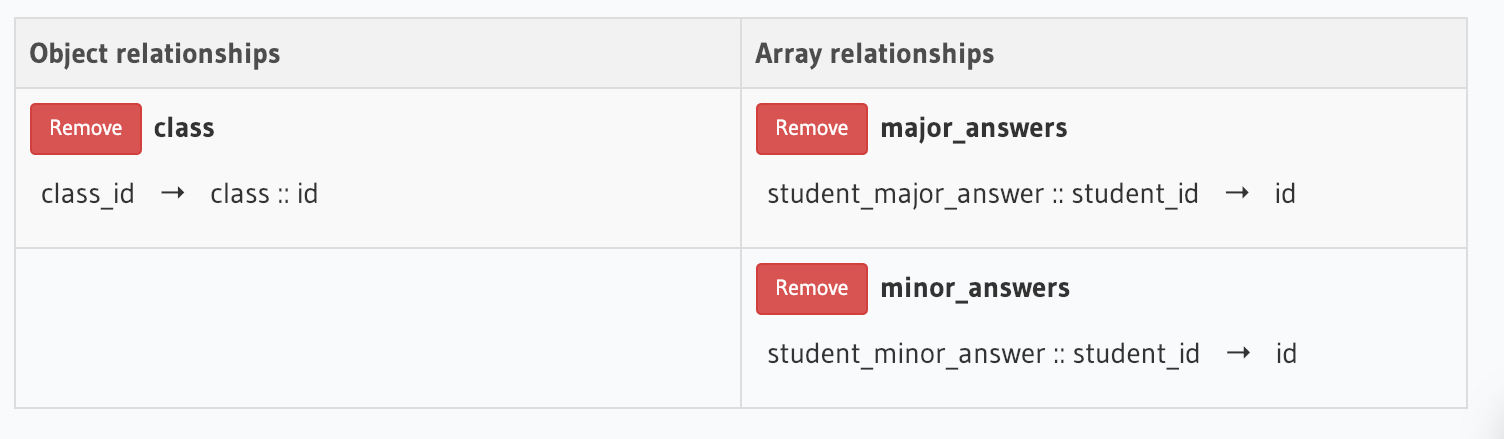 Object relationships
Array relationships
Remove class
class_id → class :: id
Remove major_answers
student_major_answer :: student_id → id
Remove minor_answers
student_minor_answer :: student_id → id